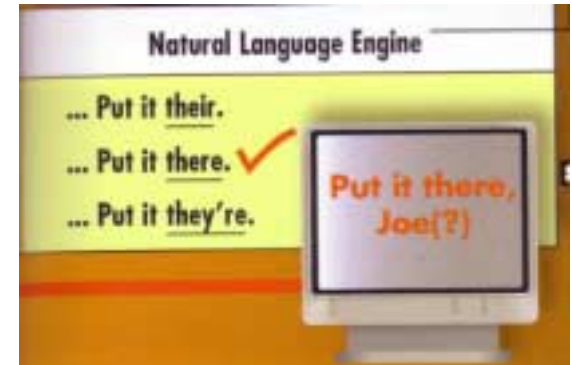 Natural Language Engine
... Put it their.
... Put it there.
... Put it they're.
Put it there,
Joe(?)